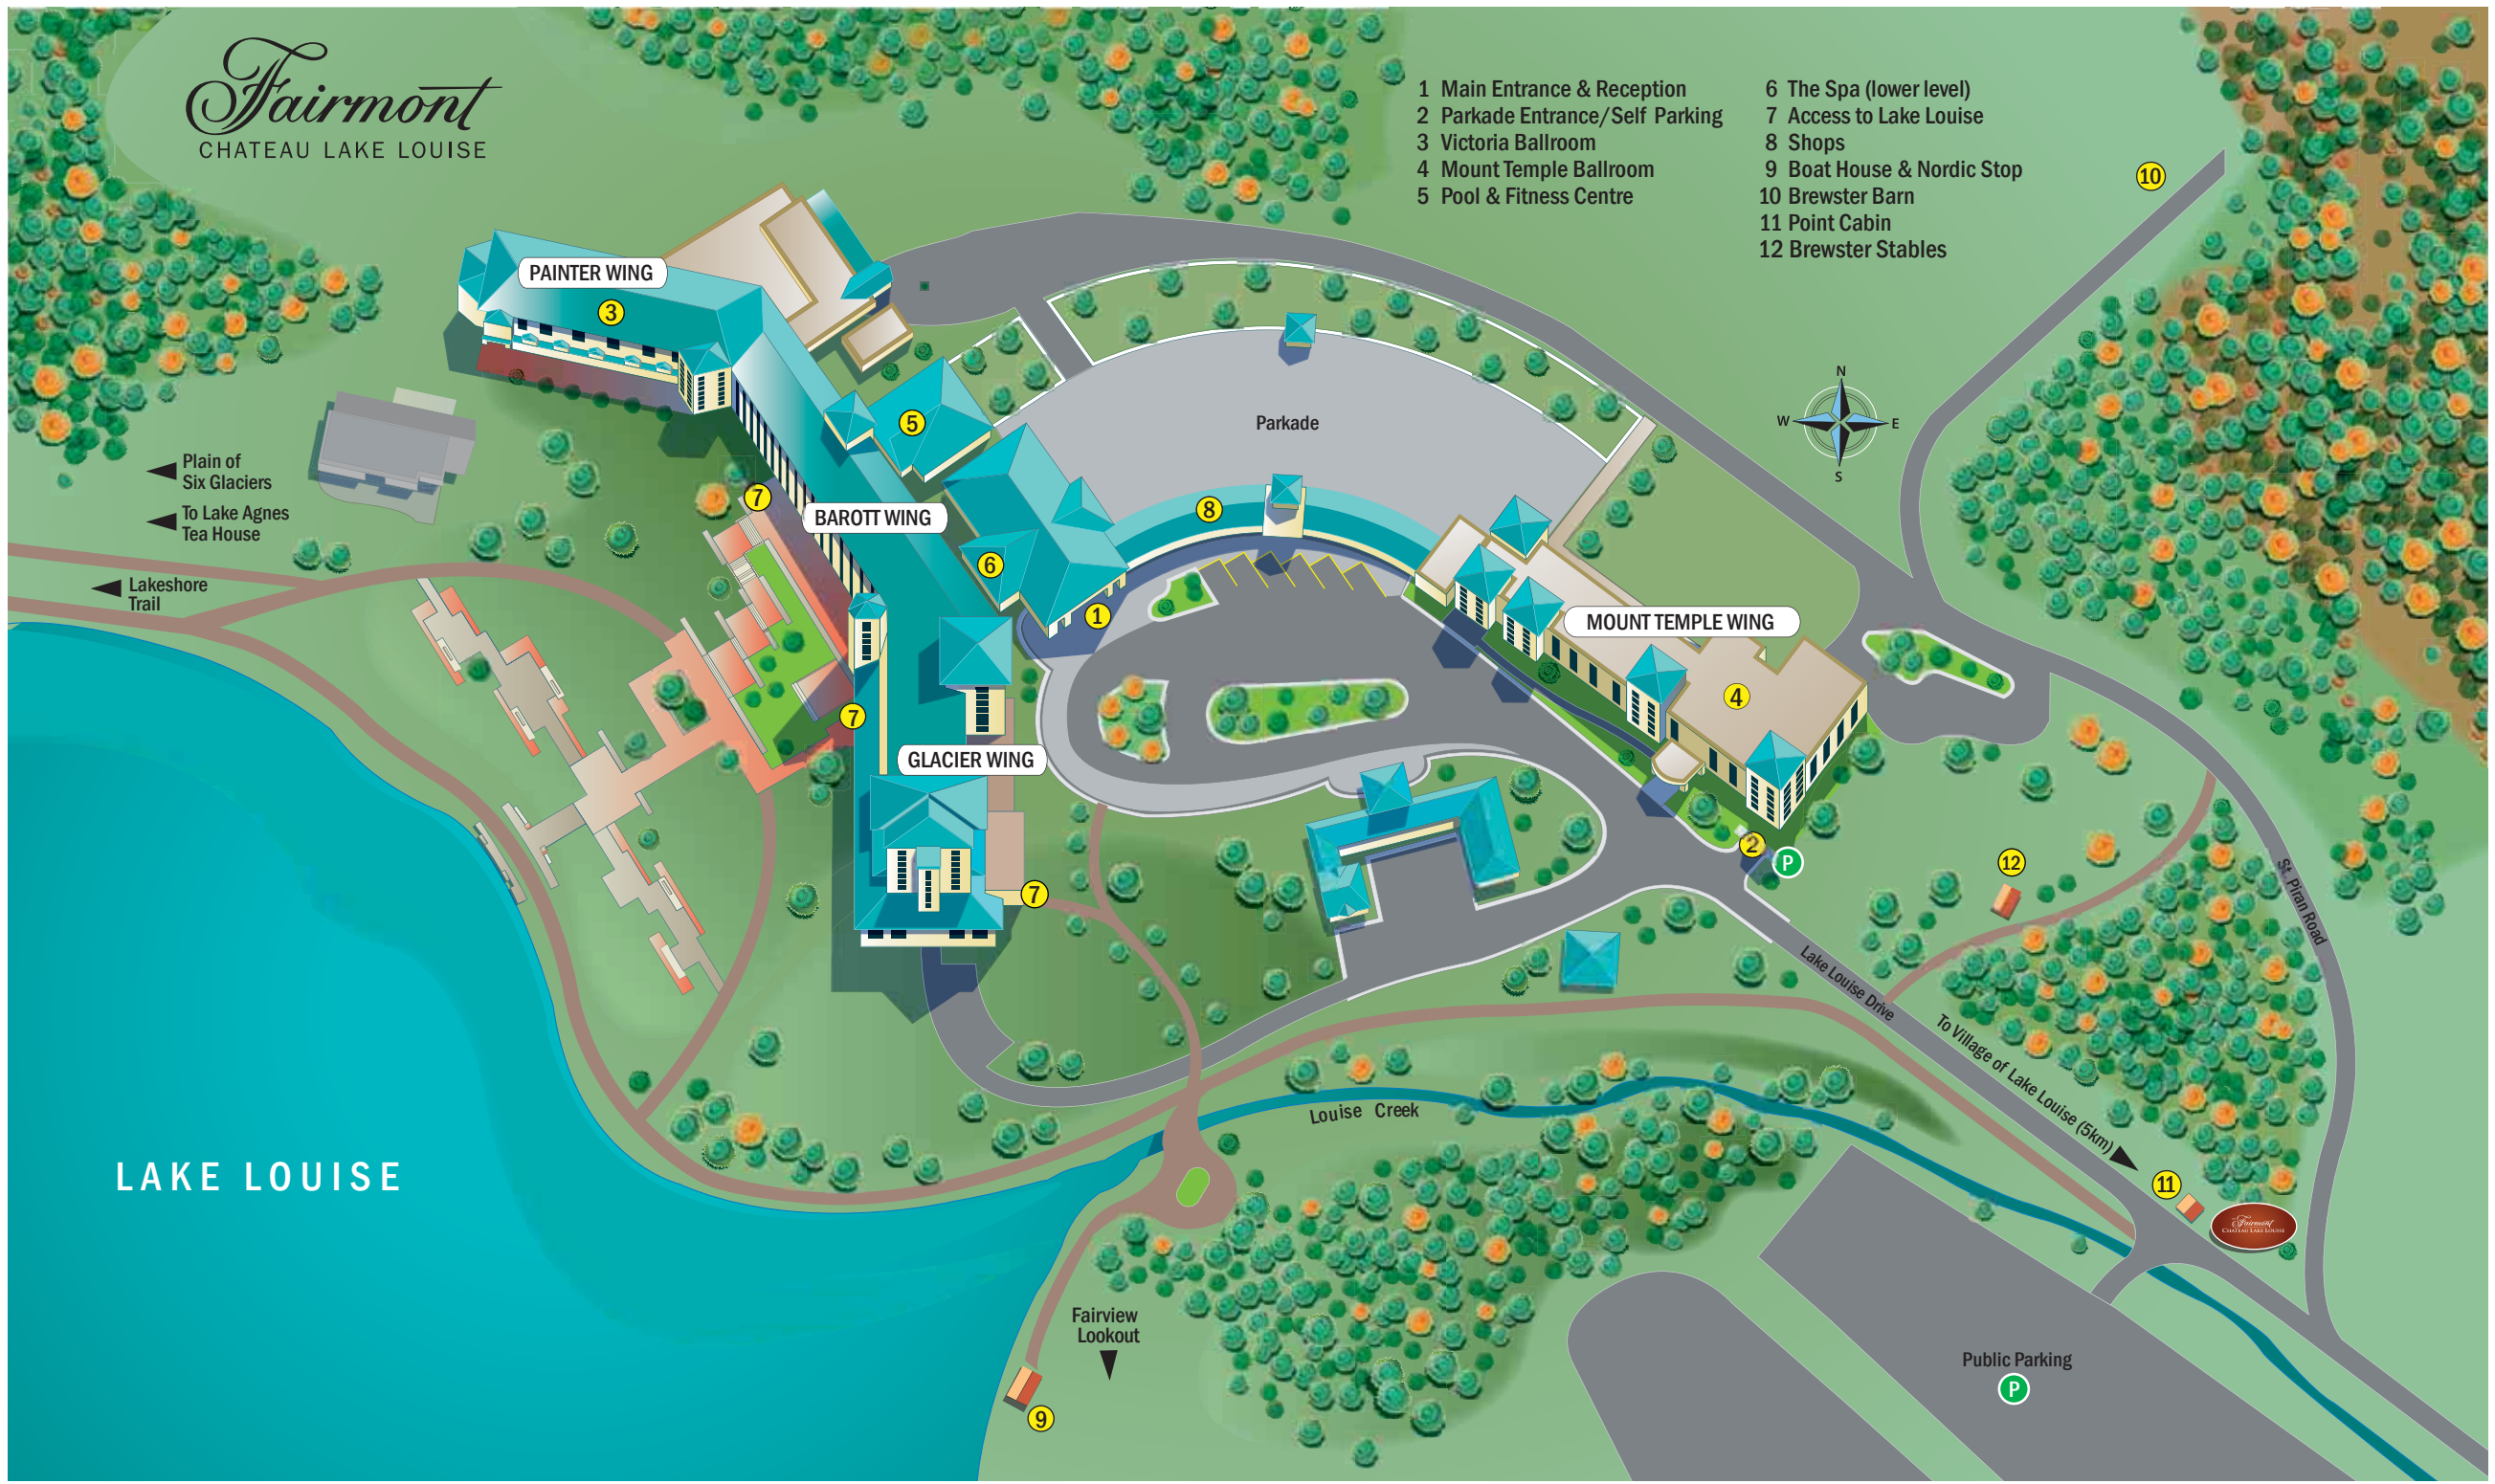 Fairmont
CHATEAU LAKE LOUISE
1 Main Entrance & Reception
2 Parkade Entrance/Self Parking
3 Victoria Ballroom
4 Mount Temple Ballroom
5 Pool & Fitness Centre
6 The Spa (lower level)
7 Access to Lake Louise
8 Shops
9 Boat House & Nordic Stop
10 Brewster Barn
11 Point Cabin
12 Brewster Stables
10
PAINTER WING
3
N
W
E
S
5
Parkade
Plain of
Six Glaciers
To Lake Agnes
Tea House
7
BAROTT WING
8
6
Lakeshore
Trail
1
MOUNT TEMPLE WING
4
7
GLACIER WING
2
P
12
7
St. Piran Road
Lake Louise Drive
To Village of Lake Louise (5km)
Louise Creek
LAKE LOUISE
11
Fairmont
CHATEAU LAKE LOUISE
Fairview
Lookout
Public Parking
P
9